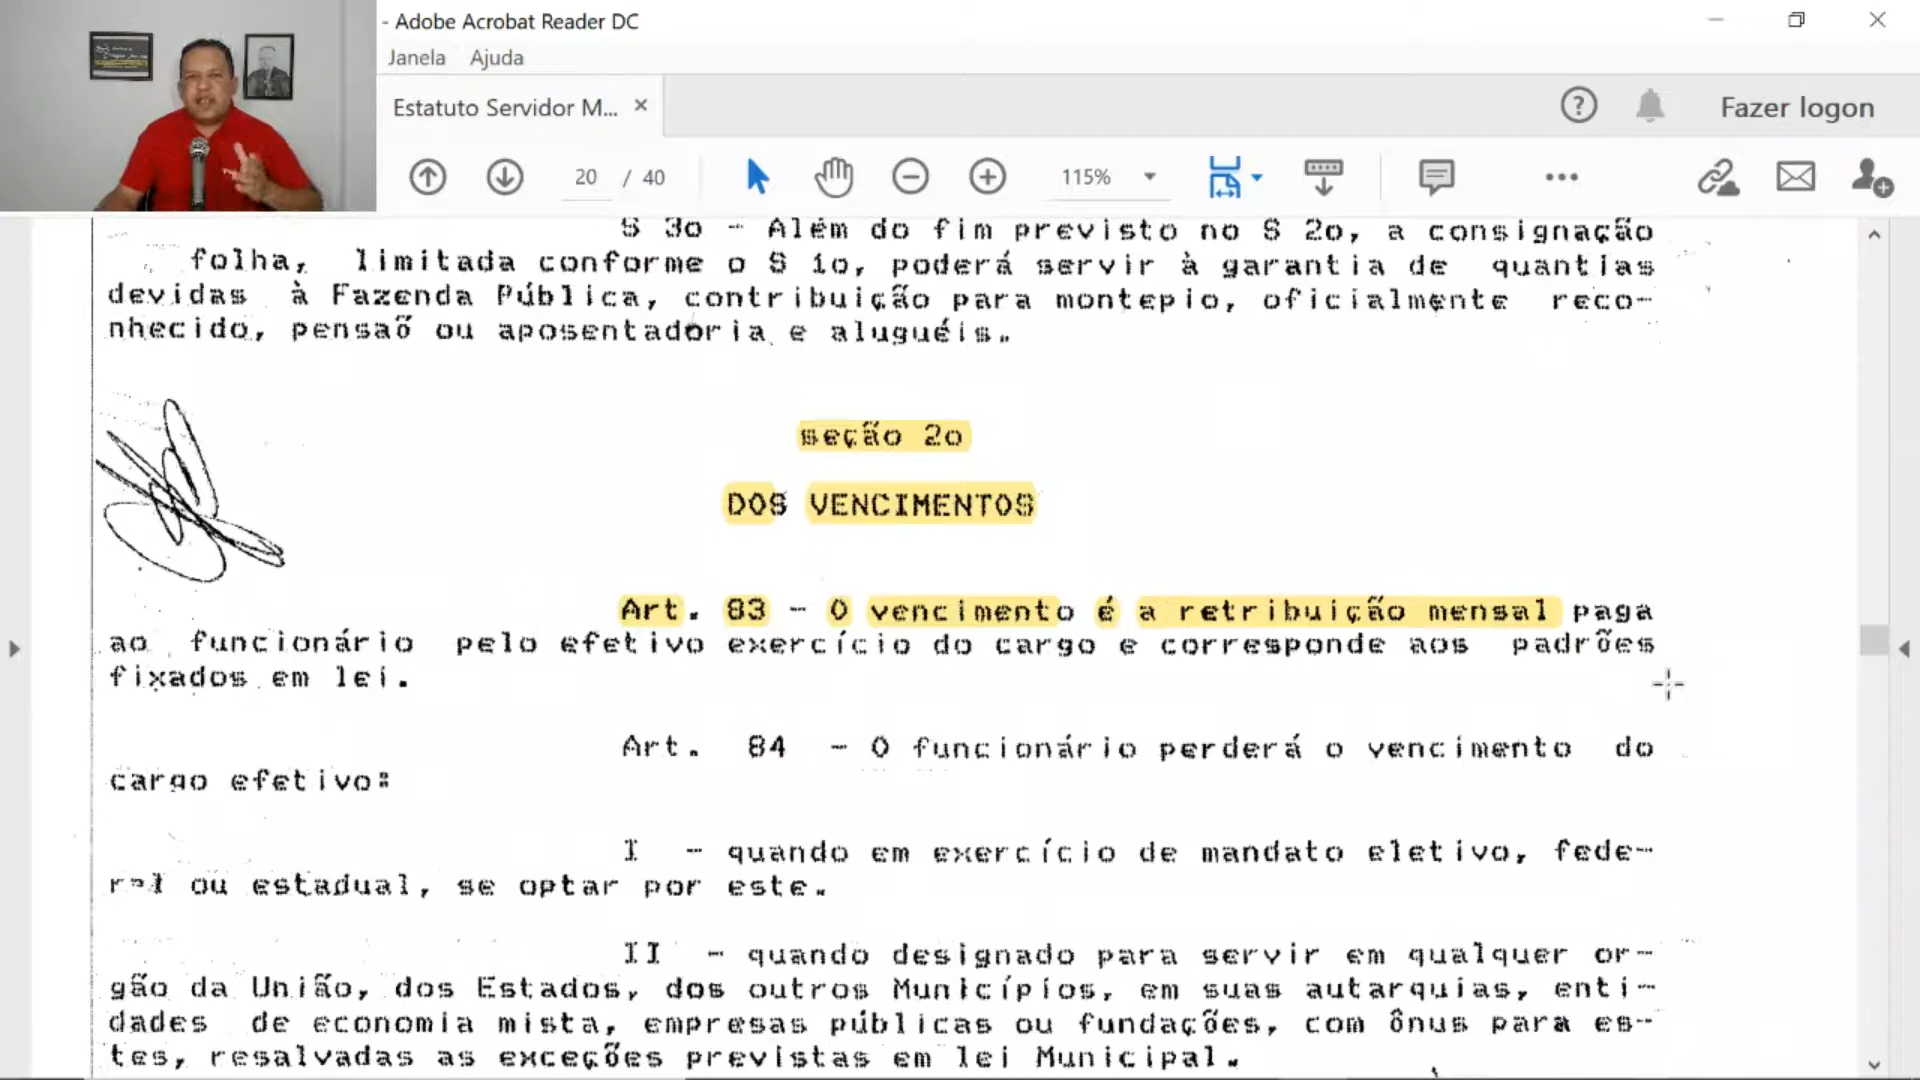 - Adobe Acrobat Reader DC
Janela Ajuda
Estatuto Servidor M...
Fazer logon
20 / 40
115%
§ 3o - Além do fim previsto no § 2o, a consignação
folha, limitada conforme o § 1o, poderá servir à garantia de quantias
devidas à Fazenda Pública, contribuição para montepio, oficialmente reco-
nhecido, pensaõ ou aposentadoria e aluguéis.
seção 2o
DOS VENCIMENTOS
Art. 83 - O vencimento é a retribuição mensal paga
ao funcionário pelo efetivo exercício do cargo e corresponde aos padrões
fixados em lei.
Art. 84 - O funcionário perderá o vencimento do
cargo efetivo:
I - quando em exercício de mandato eletivo, fede-
ral ou estadual, se optar por este.
II - quando designado para servir em qualquer or-
gão da União, dos Estados, dos outros Municípios, em suas autarquias, enti-
dades de economia mista, empresas públicas ou fundações, com ônus para es-
tes, resalvadas as exceções previstas em lei Municipal.